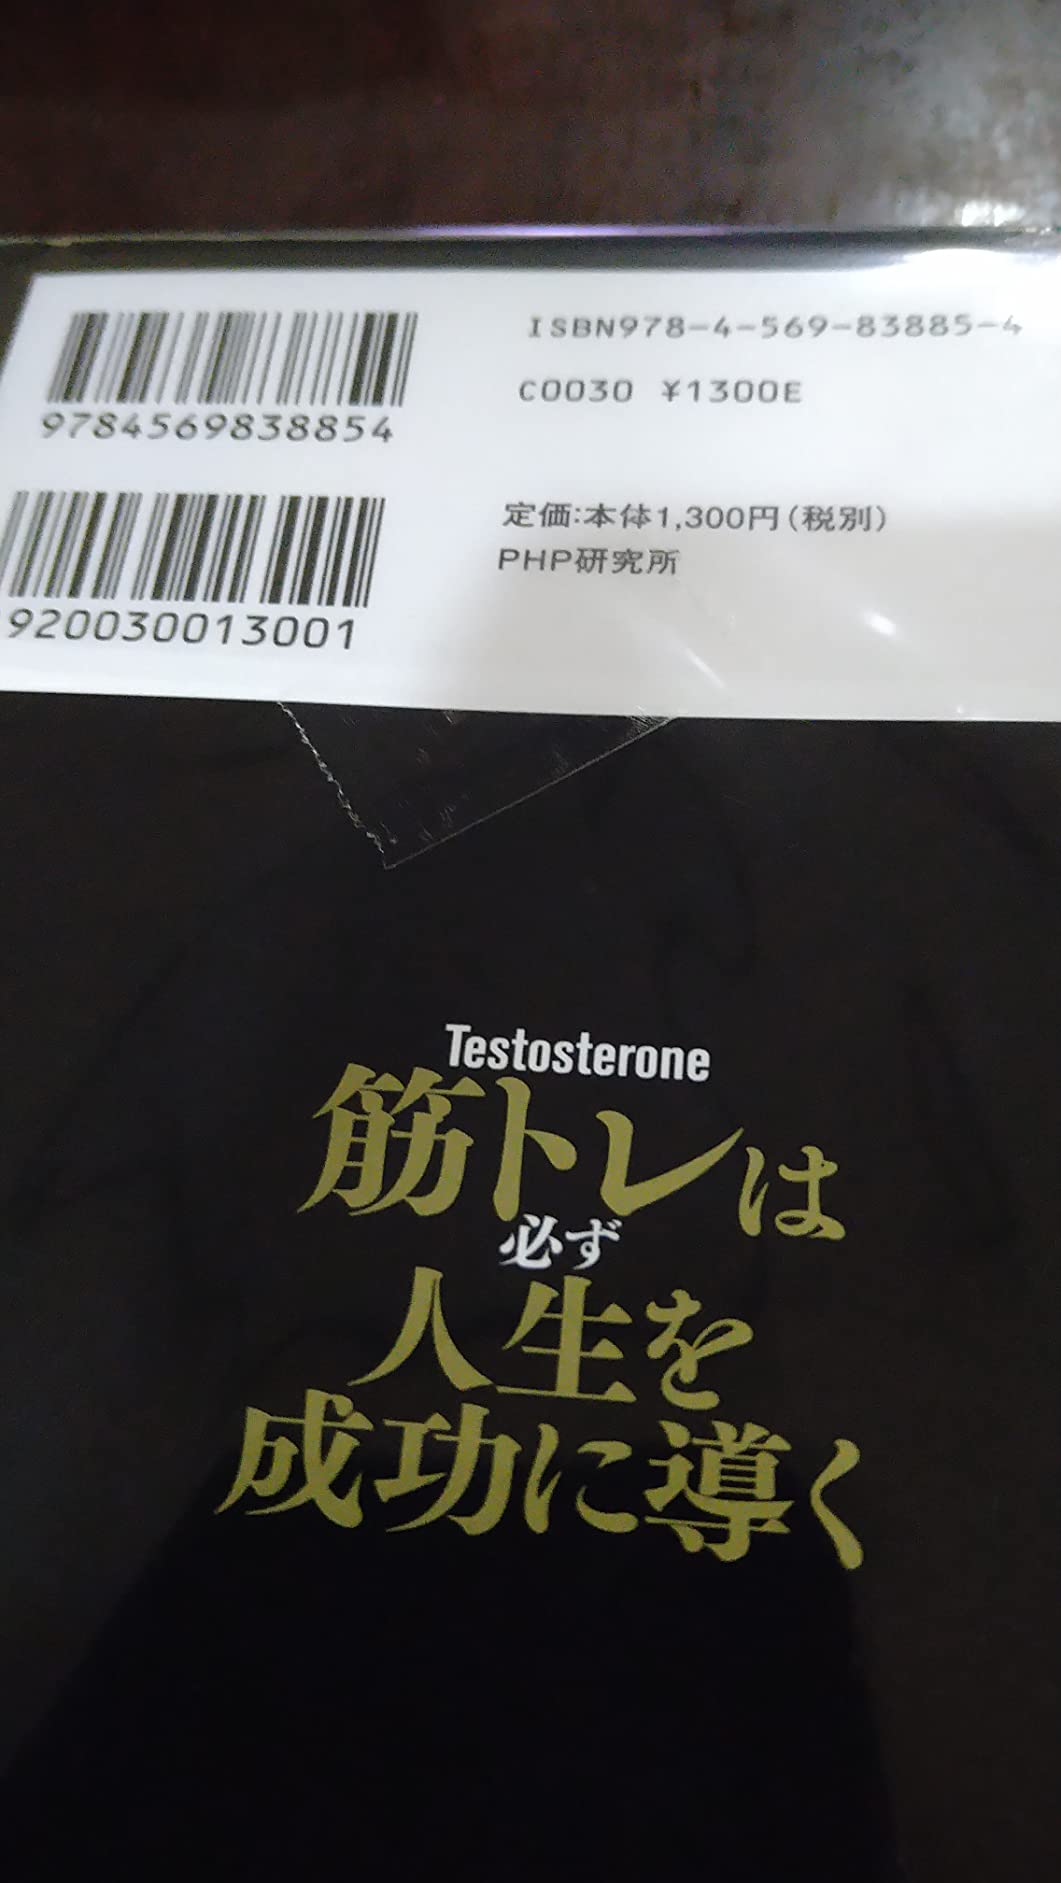 ISBN978-4-569-83885-4
C0030 ¥1300E
9784569838854
定価:本体1,300円(税別)
PHP研究所
1920030013001
Testosterone
筋トレは
必ず
人生を
成功に導く